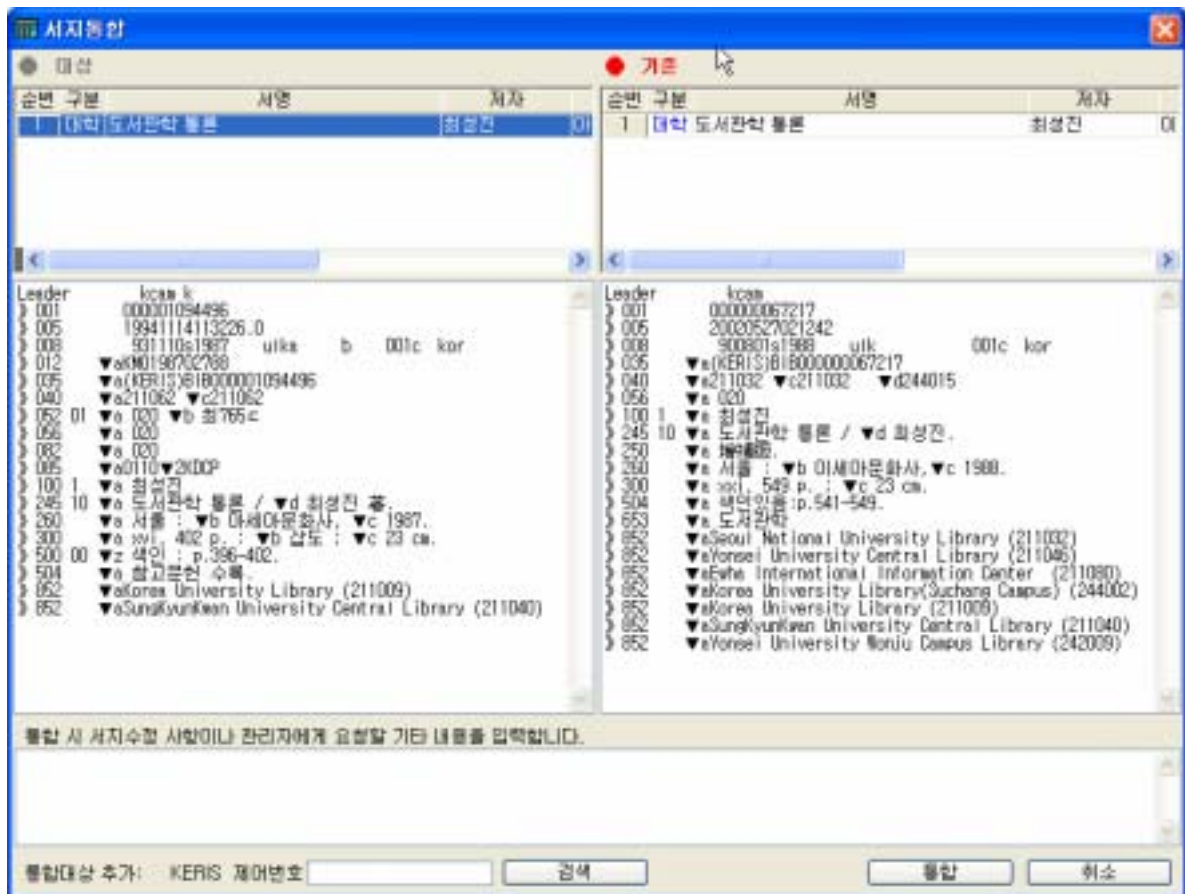 서지통합
대상
기존
순번 구분 서명 저자
1 대학 도서관학 통론 최성진
순번 구분 서명 저자
1 대학 도서관학 통론 최성진
Leader kcam k
001 000001094496
005 19941114113226.0
008 931110s1987 ulka b 001c kor
012 ▼aKM0198702788
035 ▼a(KERIS)BIB000001094496
040 ▼a211062 ▼c211062
052 01 ▼a 020 ▼b 최765ㄷ
056 ▼a 020
082 ▼a 020
085 ▼a0110▼2KDCP
100 1 ▼a 최성진
245 10 ▼a 도서관학 통론 / ▼d 최성진 著.
260 ▼a 서울 : ▼b 아세아문화사, ▼c 1987.
300 ▼a xvi, 402 p. : ▼b 삽도 ; ▼c 23 cm.
500 00 ▼z 색인 : p.396-402.
504 ▼a 참고문헌 수록.
852 ▼aKorea University Library (211009)
852 ▼aSungKyunKwan University Central Library (211040)
Leader kcam
001 000000067217
005 20020527021242
008 900801s1988 ulk 001c kor
035 ▼a(KERIS)BIB000000067217
040 ▼a211032 ▼c211032 ▼d244015
056 ▼a 020
100 1 ▼a 최성진
245 10 ▼a 도서관학 통론 / ▼d 최성진.
250 ▼a
260 ▼a 서울 : ▼b 아세아문화사,▼c 1988.
300 ▼a xxi, 549 p. ; ▼c 23 cm.
504 ▼a 색인있음:p.541-549.
653 ▼a 도서관학
852 ▼aSeoul National University Library (211032)
852 ▼aYonsei University Central Library (211046)
852 ▼aEwha International Information Center (211080)
852 ▼aKorea University Library(Suchang Campus) (244002)
852 ▼aKorea University Library (211009)
852 ▼aSungKyunKwan University Central Library (211040)
852 ▼aYonsei University Wonju Campus Library (242009)
통합 시 서지수정 사항이나 관리자에게 요청할 기타 내용을 입력합니다.
통합대상 추가: KERIS 제어번호 검색 통합 취소